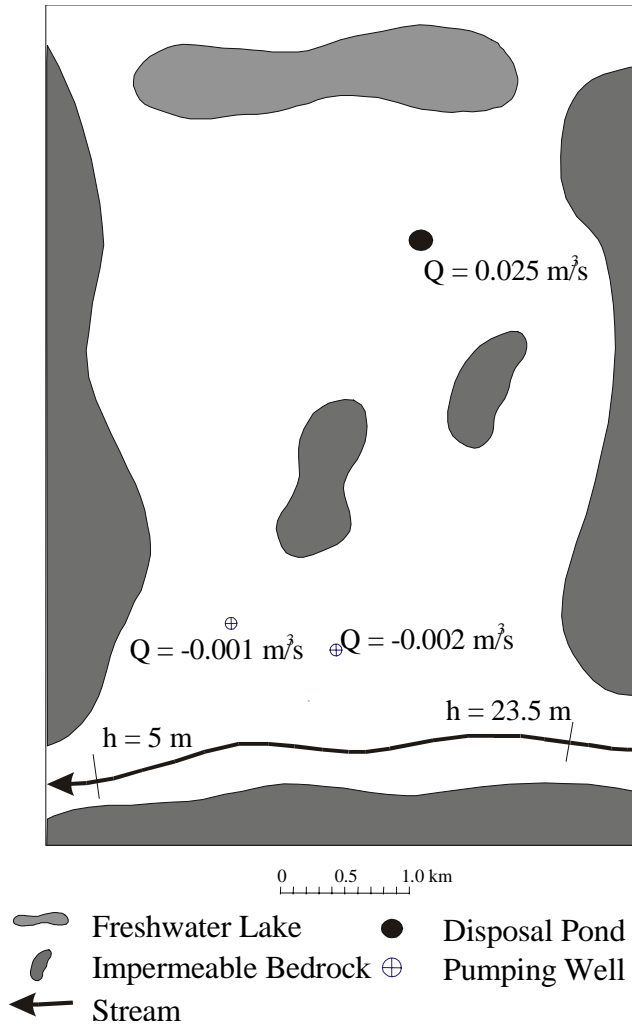 Q = 0.025 m³/s
Q = -0.001 m³/s
Q = -0.002 m³/s
h = 23.5 m
h = 5 m
0 0.5 1.0 km
Freshwater Lake
Disposal Pond
Impermeable Bedrock
Pumping Well
Stream